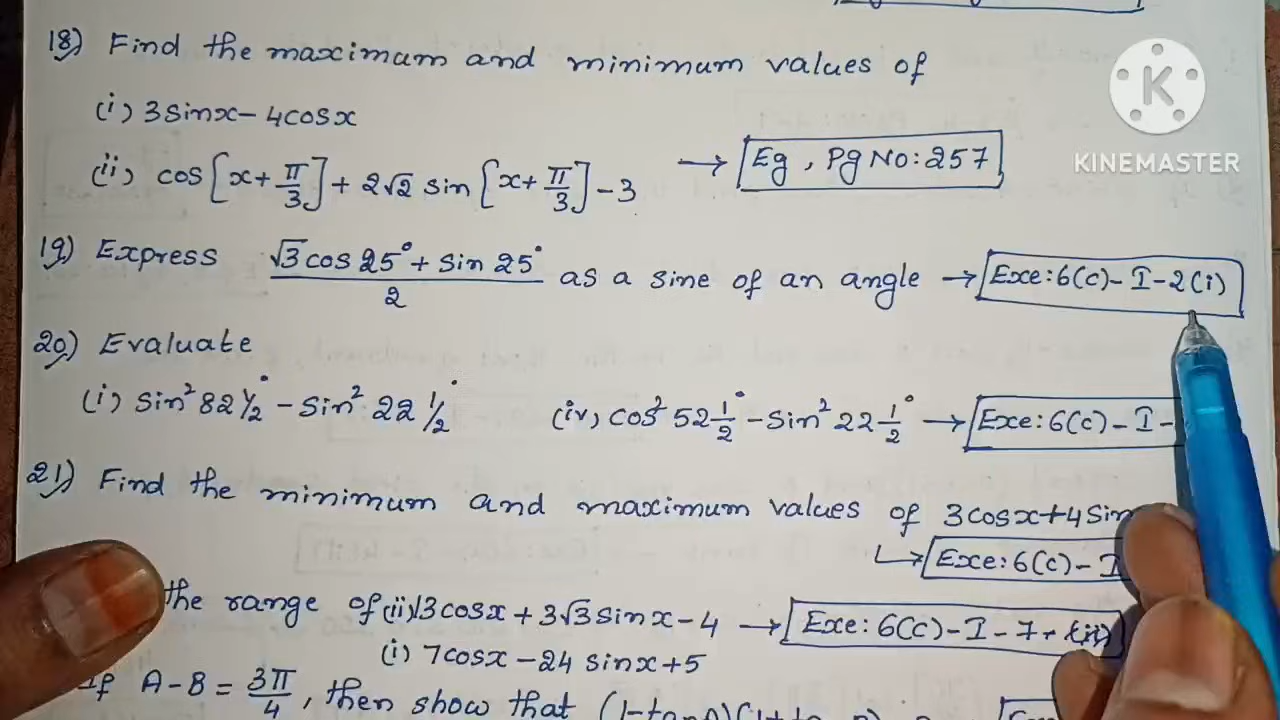 18) Find the maximum and minimum values of
(i) 3sinx - 4cosx
(ii) cos[x+π/3] + 2√2 sin[x+π/3] - 3 → Eg, Pg No:257
K
KINEMASTER
19) Express (√3cos25°+sin25°)/2 as a sine of an angle → Exe:6(c)-I-2(i)
20) Evaluate
(i) sin²82½° - sin²22½° (iv) cos²52½° - sin²22½° → Exe:6(c)-I-
21) Find the minimum and maximum values of 3cosx+4sin
↳ Exe:6(c)-I
the range of (ii) 13cosx + 3√3sinx - 4 → Exe:6(c)-I-7-(ii)
(i) 7cosx - 24 sinx + 5
If A-B = 3π/4, then show that